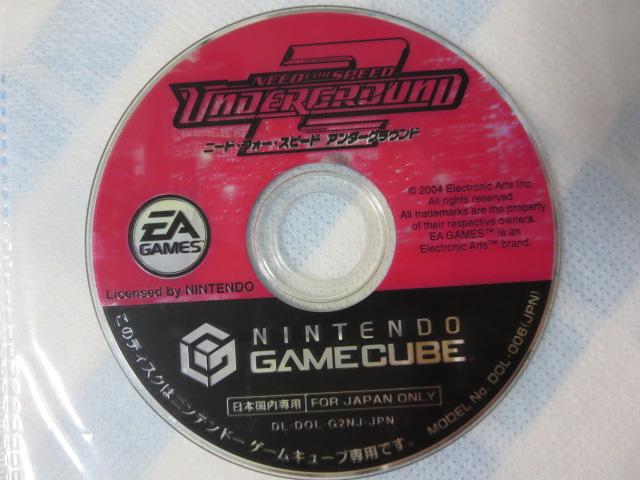 NEED FOR SPEED
UNDERGROUND 2
ニード・フォー・スピード アンダーグラウンド
© 2004 Electronic Arts Inc.
All rights reserved.
All trademarks are the property
of their respective owners.
EA GAMES™ is an
Electronic Arts™ brand.
EA
GAMES™
Licensed by NINTENDO
NINTENDO
GAMECUBE™
日本国内専用 FOR JAPAN ONLY
DL-DOL-G2NJ-JPN
このディスクはニンテンドー ゲームキューブ専用です。
MODEL No. DOL-006(JPN)